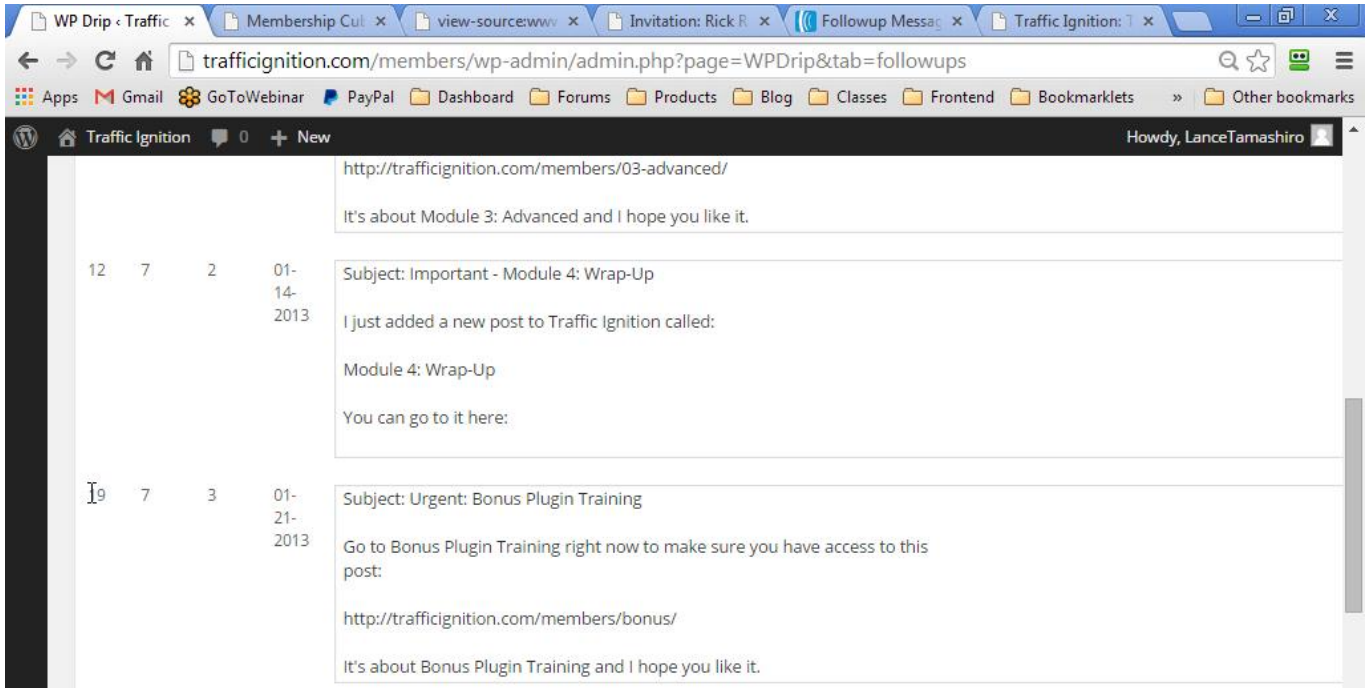 WP Drip ‹ Traffic
Membership Cu
view-source:www
Invitation: Rick R
Followup Messag
Traffic Ignition: T
trafficignition.com/members/wp-admin/admin.php?page=WPDrip&tab=followups
Apps Gmail GoToWebinar PayPal Dashboard Forums Products Blog Classes Frontend Bookmarklets » Other bookmarks
Traffic Ignition 0 + New Howdy, LanceTamashiro
http://trafficignition.com/members/03-advanced/
It's about Module 3: Advanced and I hope you like it.
12 7 2 01-
14-
2013
Subject: Important - Module 4: Wrap-Up
I just added a new post to Traffic Ignition called:
Module 4: Wrap-Up
You can go to it here:
19 7 3 01-
21-
2013
Subject: Urgent: Bonus Plugin Training
Go to Bonus Plugin Training right now to make sure you have access to this
post:
http://trafficignition.com/members/bonus/
It's about Bonus Plugin Training and I hope you like it.